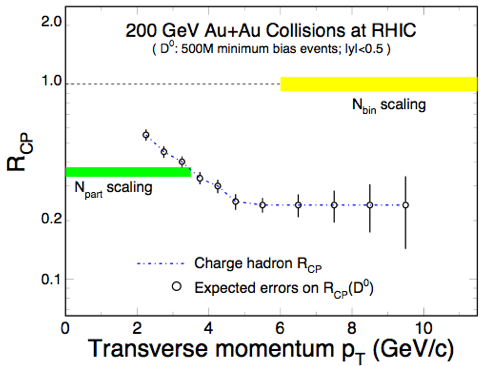 200 GeV Au+Au Collisions at RHIC
( D⁰: 500M minimum bias events; |y|<0.5 )
2.0
1.0
N_bin scaling
R_CP
N_part scaling
0.2
Charge hadron R_CP
Expected errors on R_CP(D⁰)
0.1
0 2 4 6 8 10
Transverse momentum p_T (GeV/c)